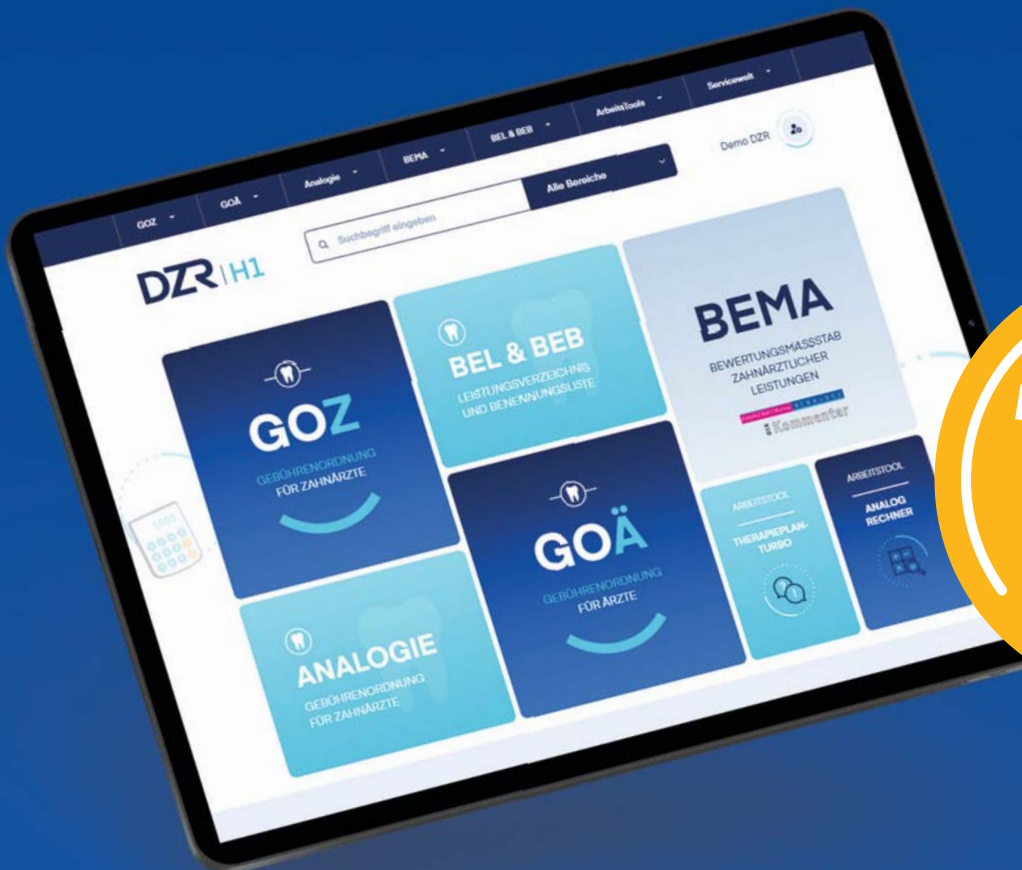 GOZ
GOÄ
Analogie
BEMA
BEL & BEB
ArbeitsTools
Servicewelt
DZR | H1
Suchbegriff eingeben
Alle Bereiche
Demo DZR
GOZ
GEBÜHRENORDNUNG
FÜR ZAHNÄRZTE
BEL & BEB
LEISTUNGSVERZEICHNIS
UND BENENNUNGSLISTE
BEMA
BEWERTUNGSMASSSTAB
ZAHNÄRZTLICHER
LEISTUNGEN
Kommentar
ANALOGIE
GEBÜHRENORDNUNG
FÜR ZAHNÄRZTE
GOÄ
GEBÜHRENORDNUNG
FÜR ÄRZTE
ARBEITSTOOL
THERAPIEPLAN-
TURBO
ARBEITSTOOL
ANALOG
RECHNER